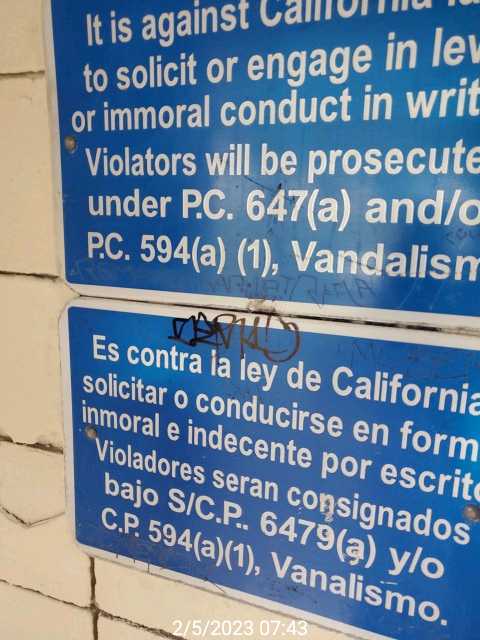 It is against California la
to solicit or engage in lew
or immoral conduct in writ
Violators will be prosecute
under P.C. 647(a) and/o
P.C. 594(a) (1), Vandalism
Es contra la ley de California
solicitar o conducirse en form
inmoral e indecente por escrito
Violadores seran consignados
bajo S/C.P.. 6479(a) y/o
C.P. 594(a)(1), Vanalismo.
2/5/2023 07:43